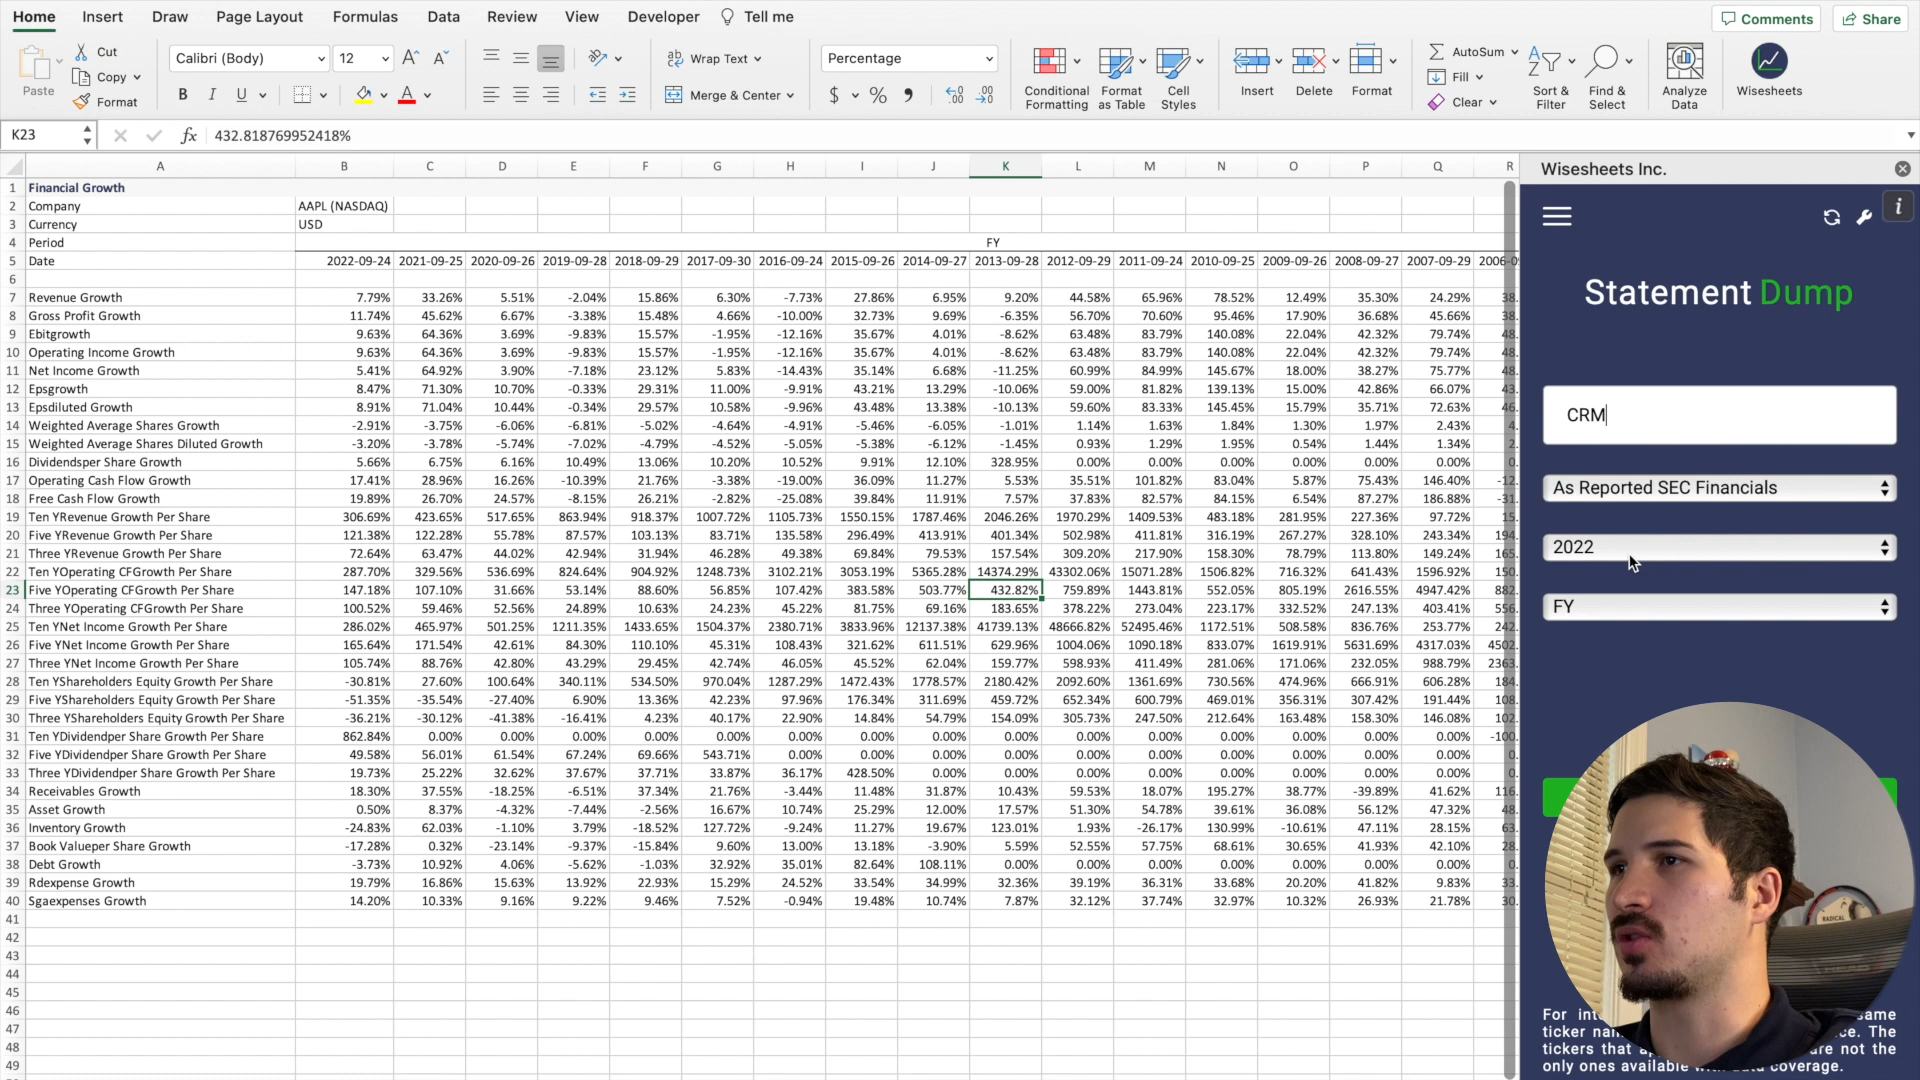 Home Insert Draw Page Layout Formulas Data Review View Developer Tell me Comments Share
Paste Cut Copy Format
Calibri (Body) 12
B I U A
Wrap Text
Merge & Center
Percentage
$ %
Conditional Formatting
Format as Table
Cell Styles
Insert Delete Format
AutoSum
Fill
Clear
Sort & Filter
Find & Select
Analyze Data
Wisesheets
K23 fx 432.818769952418%
A B C D E F G H I J K L M N O P Q R
1 Financial Growth
2 Company AAPL (NASDAQ)
3 Currency USD
4 Period FY
5 Date 2022-09-24 2021-09-25 2020-09-26 2019-09-28 2018-09-29 2017-09-30 2016-09-24 2015-09-26 2014-09-27 2013-09-28 2012-09-29 2011-09-24 2010-09-25 2009-09-26 2008-09-27 2007-09-29
6
7 Revenue Growth 7.79% 33.26% 5.51% -2.04% 15.86% 6.30% -7.73% 27.86% 6.95% 9.20% 44.58% 65.96% 78.52% 12.49% 35.30% 24.29%
8 Gross Profit Growth 11.74% 45.62% 6.67% -3.38% 15.48% 4.66% -10.00% 32.73% 9.69% -6.35% 56.70% 70.60% 95.46% 17.90% 36.68% 45.66%
9 Ebitgrowth 9.63% 64.36% 3.69% -9.83% 15.57% -1.95% -12.16% 35.67% 4.01% -8.62% 63.48% 83.79% 140.08% 22.04% 42.32% 79.74%
10 Operating Income Growth 9.63% 64.36% 3.69% -9.83% 15.57% -1.95% -12.16% 35.67% 4.01% -8.62% 63.48% 83.79% 140.08% 22.04% 42.32% 79.74%
11 Net Income Growth 5.41% 64.92% 3.90% -7.18% 23.12% 5.83% -14.43% 35.14% 6.68% -11.25% 60.99% 84.99% 145.67% 18.00% 38.27% 75.77%
12 Epsgrowth 8.47% 71.30% 10.70% -0.33% 29.31% 11.00% -9.91% 43.21% 13.29% -10.06% 59.00% 81.82% 139.13% 15.00% 42.86% 66.07%
13 Epsdiluted Growth 8.91% 71.04% 10.44% -0.34% 29.57% 10.58% -9.96% 43.48% 13.38% -10.13% 59.60% 83.33% 145.45% 15.79% 35.71% 72.63%
14 Weighted Average Shares Growth -2.91% -3.75% -6.06% -6.81% -5.02% -4.64% -4.91% -5.46% -6.05% -1.01% 1.14% 1.63% 1.84% 1.30% 1.97% 2.43%
15 Weighted Average Shares Diluted Growth -3.20% -3.78% -5.74% -7.02% -4.79% -4.52% -5.05% -5.38% -6.12% -1.45% 0.93% 1.29% 1.95% 0.54% 1.44% 1.34%
16 Dividendsper Share Growth 5.66% 6.75% 6.16% 10.49% 13.06% 10.20% 10.52% 9.91% 12.10% 328.95% 0.00% 0.00% 0.00% 0.00% 0.00% 0.00%
17 Operating Cash Flow Growth 17.41% 28.96% 16.26% -10.39% 21.76% -3.38% -19.00% 36.09% 11.27% 5.53% 35.51% 101.82% 83.04% 5.87% 75.43% 146.40%
18 Free Cash Flow Growth 19.89% 26.70% 24.57% -8.15% 26.21% -2.82% -25.08% 39.84% 11.91% 7.57% 37.83% 82.57% 84.15% 6.54% 87.27% 186.88%
19 Ten YRevenue Growth Per Share 306.69% 423.65% 517.65% 863.94% 918.37% 1007.72% 1105.73% 1550.15% 1787.46% 2046.26% 1970.29% 1409.53% 483.18% 281.95% 227.36% 97.72%
20 Five YRevenue Growth Per Share 121.38% 122.28% 55.78% 87.57% 103.13% 83.71% 135.58% 296.49% 413.91% 401.34% 502.98% 411.81% 316.19% 267.27% 328.10% 243.34%
21 Three YRevenue Growth Per Share 72.64% 63.47% 44.02% 42.94% 31.94% 46.28% 49.38% 69.84% 79.53% 157.54% 309.20% 217.90% 158.30% 78.79% 113.80% 149.24%
22 Ten YOperating CFGrowth Per Share 287.70% 329.56% 536.69% 824.64% 904.92% 1248.73% 3102.21% 3053.19% 5365.28% 14374.29% 43302.06% 15071.28% 1506.82% 716.32% 641.43% 1596.92%
23 Five YOperating CFGrowth Per Share 147.18% 107.10% 31.66% 53.14% 88.60% 56.85% 107.42% 383.58% 503.77% 432.82% 759.89% 1443.81% 552.05% 805.19% 2616.55% 4947.42%
24 Three YOperating CFGrowth Per Share 100.52% 59.46% 52.56% 24.89% 10.63% 24.23% 45.22% 81.75% 69.16% 183.65% 378.22% 273.04% 223.17% 332.52% 247.13% 403.41%
25 Ten YNet Income Growth Per Share 286.02% 465.97% 501.25% 1211.35% 1433.65% 1504.37% 2380.71% 3833.96% 12137.38% 41739.13% 48666.82% 52495.46% 1172.51% 508.58% 836.76% 253.77%
26 Five YNet Income Growth Per Share 165.64% 171.54% 42.61% 84.30% 110.10% 45.31% 108.43% 321.62% 611.51% 629.96% 1004.06% 1090.18% 833.07% 1619.91% 5631.69% 4317.03%
27 Three YNet Income Growth Per Share 105.74% 88.76% 42.80% 43.29% 29.45% 42.74% 46.05% 45.52% 62.04% 159.77% 598.93% 411.49% 281.06% 171.06% 232.05% 988.79%
28 Ten YShareholders Equity Growth Per Share -30.81% 27.60% 100.64% 340.11% 534.50% 970.04% 1287.29% 1472.43% 1778.57% 2180.42% 2092.60% 1361.69% 730.56% 474.96% 666.91% 606.28%
29 Five YShareholders Equity Growth Per Share -51.35% -35.54% -27.40% 6.90% 13.36% 42.23% 97.96% 176.34% 311.69% 459.72% 652.34% 600.79% 469.01% 356.31% 307.42% 191.44%
30 Three YShareholders Equity Growth Per Share -36.21% -30.12% -41.38% -16.41% 4.23% 40.17% 22.90% 14.84% 54.79% 154.09% 305.73% 247.50% 212.64% 163.48% 158.30% 146.08%
31 Ten YDividendper Share Growth Per Share 862.84% 0.00% 0.00% 0.00% 0.00% 0.00% 0.00% 0.00% 0.00% 0.00% 0.00% 0.00% 0.00% 0.00% 0.00% 0.00%
32 Five YDividendper Share Growth Per Share 49.58% 56.01% 61.54% 67.24% 69.66% 543.71% 0.00% 0.00% 0.00% 0.00% 0.00% 0.00% 0.00% 0.00% 0.00% 0.00%
33 Three YDividendper Share Growth Per Share 19.73% 25.22% 32.62% 37.67% 37.71% 33.87% 36.17% 428.50% 0.00% 0.00% 0.00% 0.00% 0.00% 0.00% 0.00% 0.00%
34 Receivables Growth 18.30% 37.55% -18.25% -6.51% 37.34% 21.76% -3.44% 11.48% 31.87% 10.43% 59.53% 18.07% 195.27% 38.77% -39.89% 41.62%
35 Asset Growth 0.50% 8.37% -4.32% -7.44% -2.56% 16.67% 10.74% 25.29% 12.00% 17.57% 51.30% 54.78% 39.61% 36.08% 56.12% 47.32%
36 Inventory Growth -24.83% 62.03% -1.10% 3.79% -18.52% 127.72% -9.24% 11.27% 19.67% 123.01% 1.93% -26.17% 130.99% -10.61% 47.11% 28.15%
37 Book Valueper Share Growth -17.28% 0.32% -23.14% -9.37% -15.84% 9.60% 13.00% 13.18% -3.90% 5.59% 52.55% 57.75% 68.61% 30.65% 41.93% 42.10%
38 Debt Growth -3.73% 10.92% 4.06% -5.62% -1.03% 32.92% 35.01% 82.64% 108.11% 0.00% 0.00% 0.00% 0.00% 0.00% 0.00% 0.00%
39 Rdexpense Growth 19.79% 16.86% 15.63% 13.92% 22.93% 15.29% 24.52% 33.54% 34.99% 32.36% 39.19% 36.31% 33.68% 20.20% 41.82% 9.83%
40 Sgaexpenses Growth 14.20% 10.33% 9.16% 9.22% 9.46% 7.52% -0.94% 19.48% 10.74% 7.87% 32.12% 37.74% 32.97% 10.32% 26.93% 21.78%
41
42
43
44
45
46
47
48
49
Wisesheets Inc.
i
Statement Dump
CRM
As Reported SEC Financials
2022
FY
RADICAL
For same
ticker The
tickers that are not the
only ones available coverage.